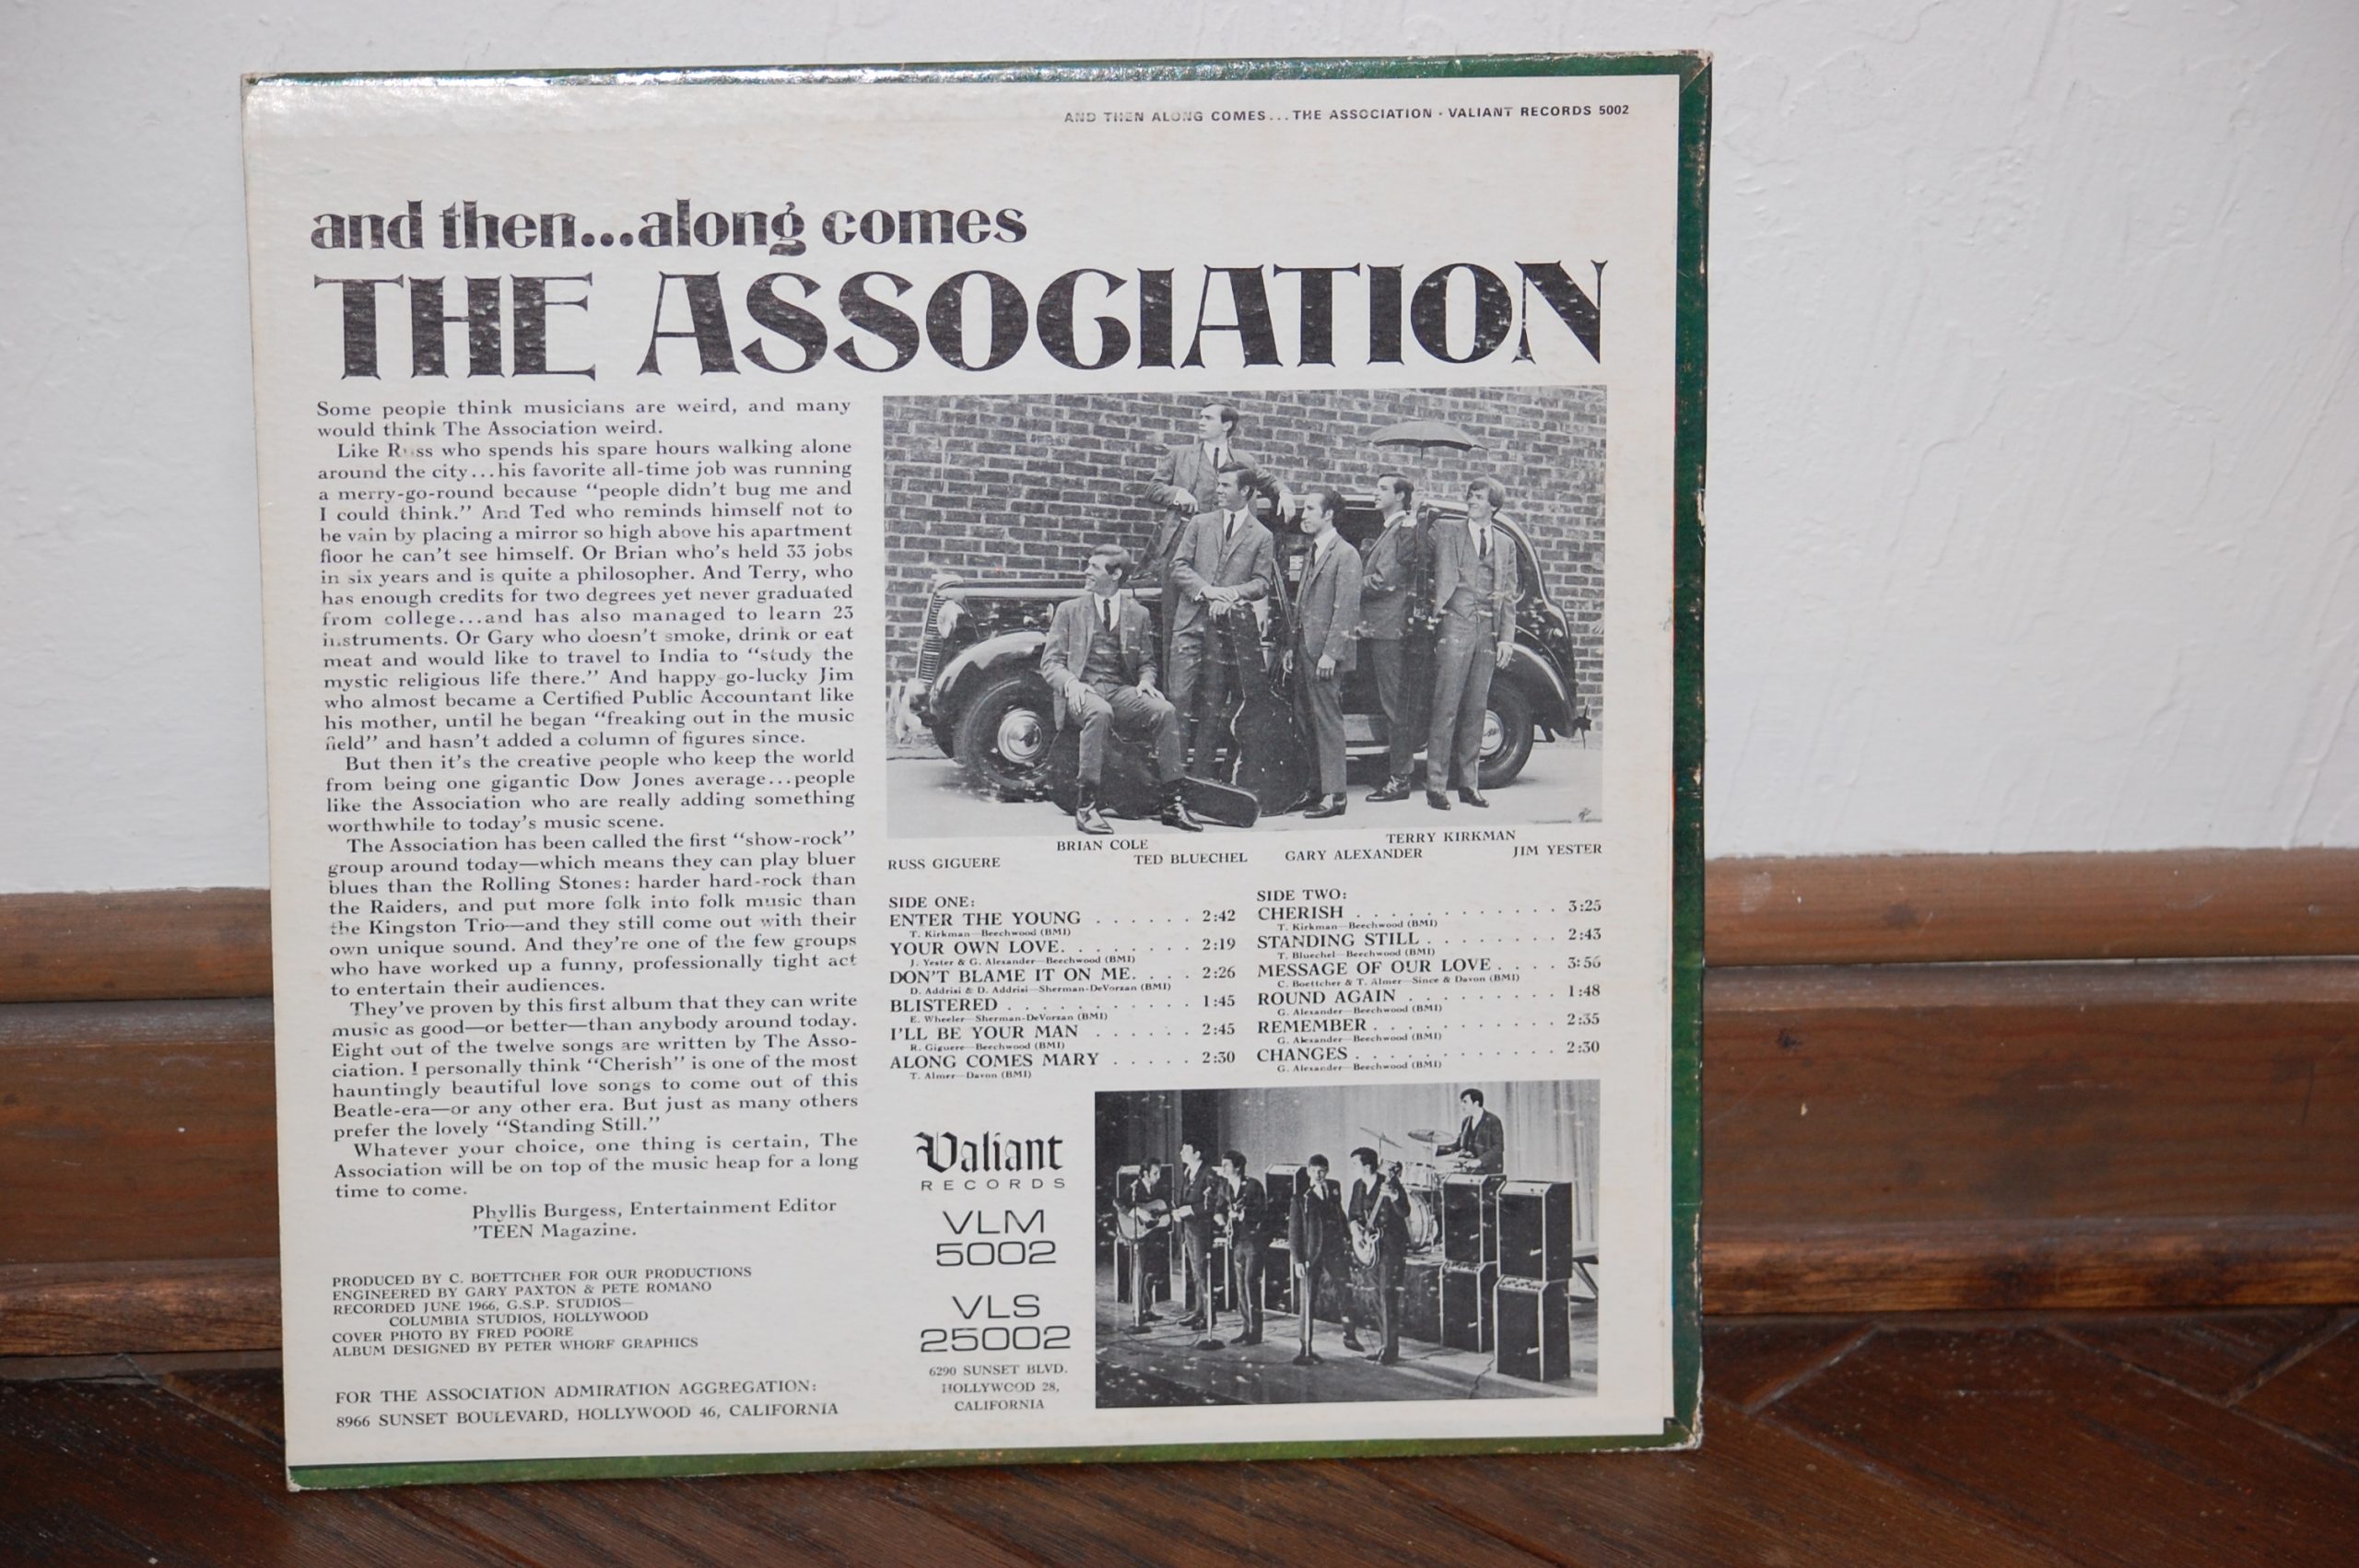 AND THEN ALONG COMES...THE ASSOCIATION · VALIANT RECORDS 5002
and then...along comes
THE ASSOCIATION
Some people think musicians are weird, and many
would think The Association weird.
Like Russ who spends his spare hours walking alone
around the city...his favorite all-time job was running
a merry-go-round because “people didn’t bug me and
I could think.” And Ted who reminds himself not to
be vain by placing a mirror so high above his apartment
floor he can’t see himself. Or Brian who’s held 33 jobs
in six years and is quite a philosopher. And Terry, who
has enough credits for two degrees yet never graduated
from college...and has also managed to learn 23
instruments. Or Gary who doesn’t smoke, drink or eat
meat and would like to travel to India to “study the
mystic religious life there.” And happy-go-lucky Jim
who almost became a Certified Public Accountant like
his mother, until he began “freaking out in the music
field” and hasn’t added a column of figures since.
But then it’s the creative people who keep the world
from being one gigantic Dow Jones average...people
like the Association who are really adding something
worthwhile to today’s music scene.
The Association has been called the first “show-rock”
group around today—which means they can play bluer
blues than the Rolling Stones: harder hard-rock than
the Raiders, and put more folk into folk music than
the Kingston Trio—and they still come out with their
own unique sound. And they’re one of the few groups
who have worked up a funny, professionally tight act
to entertain their audiences.
They’ve proven by this first album that they can write
music as good—or better—than anybody around today.
Eight out of the twelve songs are written by The Asso-
ciation. I personally think “Cherish” is one of the most
hauntingly beautiful love songs to come out of this
Beatle-era—or any other era. But just as many others
prefer the lovely “Standing Still.”
Whatever your choice, one thing is certain, The
Association will be on top of the music heap for a long
time to come.
Phyllis Burgess, Entertainment Editor
’TEEN Magazine.
PRODUCED BY C. BOETTCHER FOR OUR PRODUCTIONS
ENGINEERED BY GARY PAXTON & PETE ROMANO
RECORDED JUNE 1966, G.S.P. STUDIOS—
COLUMBIA STUDIOS, HOLLYWOOD
COVER PHOTO BY FRED POORE
ALBUM DESIGNED BY PETER WHORF GRAPHICS
FOR THE ASSOCIATION ADMIRATION AGGREGATION:
8966 SUNSET BOULEVARD, HOLLYWOOD 46, CALIFORNIA
BRIAN COLE TERRY KIRKMAN
RUSS GIGUERE TED BLUECHEL GARY ALEXANDER JIM YESTER
SIDE ONE:
ENTER THE YOUNG . . . . . . 2:42
T. Kirkman—Beechwood (BMI)
YOUR OWN LOVE. . . . . . . . 2:19
J. Yester & G. Alexander—Beechwood (BMI)
DON’T BLAME IT ON ME. . . . 2:26
D. Addrisi & D. Addrisi—Sherman-DeVorzan (BMI)
BLISTERED . . . . . . . . . . . 1:45
E. Wheeler—Sherman-DeVorzan (BMI)
I’LL BE YOUR MAN . . . . . . 2:45
R. Giguere—Beechwood (BMI)
ALONG COMES MARY . . . . . 2:30
T. Almer—Davon (BMI)
SIDE TWO:
CHERISH . . . . . . . . . . . . 3:25
T. Kirkman—Beechwood (BMI)
STANDING STILL . . . . . . . . 2:43
T. Bluechel—Beechwood (BMI)
MESSAGE OF OUR LOVE . . . . 3:56
C. Boettcher & T. Almer—Since & Davon (BMI)
ROUND AGAIN . . . . . . . . . 1:48
G. Alexander—Beechwood (BMI)
REMEMBER . . . . . . . . . . . 2:35
G. Alexander—Beechwood (BMI)
CHANGES . . . . . . . . . . . . 2:30
G. Alexander—Beechwood (BMI)
Valiant
RECORDS
VLM
5002
VLS
25002
6290 SUNSET BLVD.
HOLLYWOOD 28,
CALIFORNIA